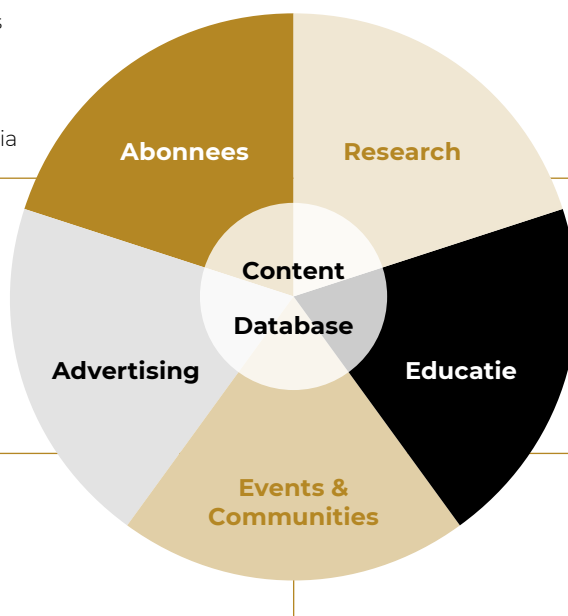 Abonnees
Research
Content
Database
Advertising
Educatie
Events &
Communities